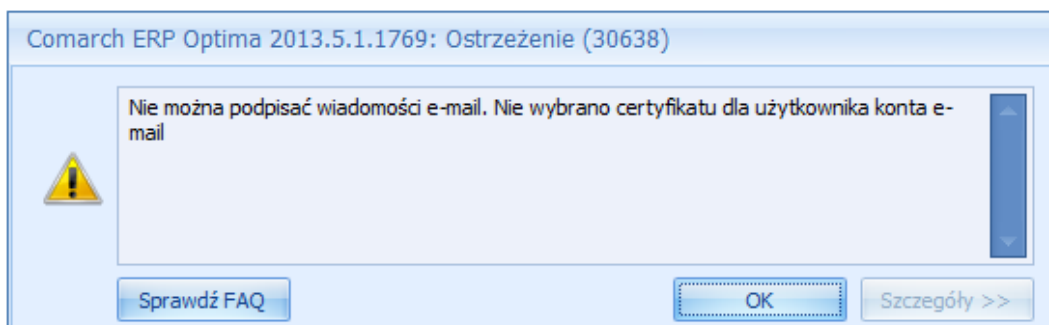 Comarch ERP Optima 2013.5.1.1769: Ostrzeżenie (30638)
Nie można podpisać wiadomości e-mail. Nie wybrano certyfikatu dla użytkownika konta e-
mail
Sprawdź FAQ
OK
Szczegóły >>